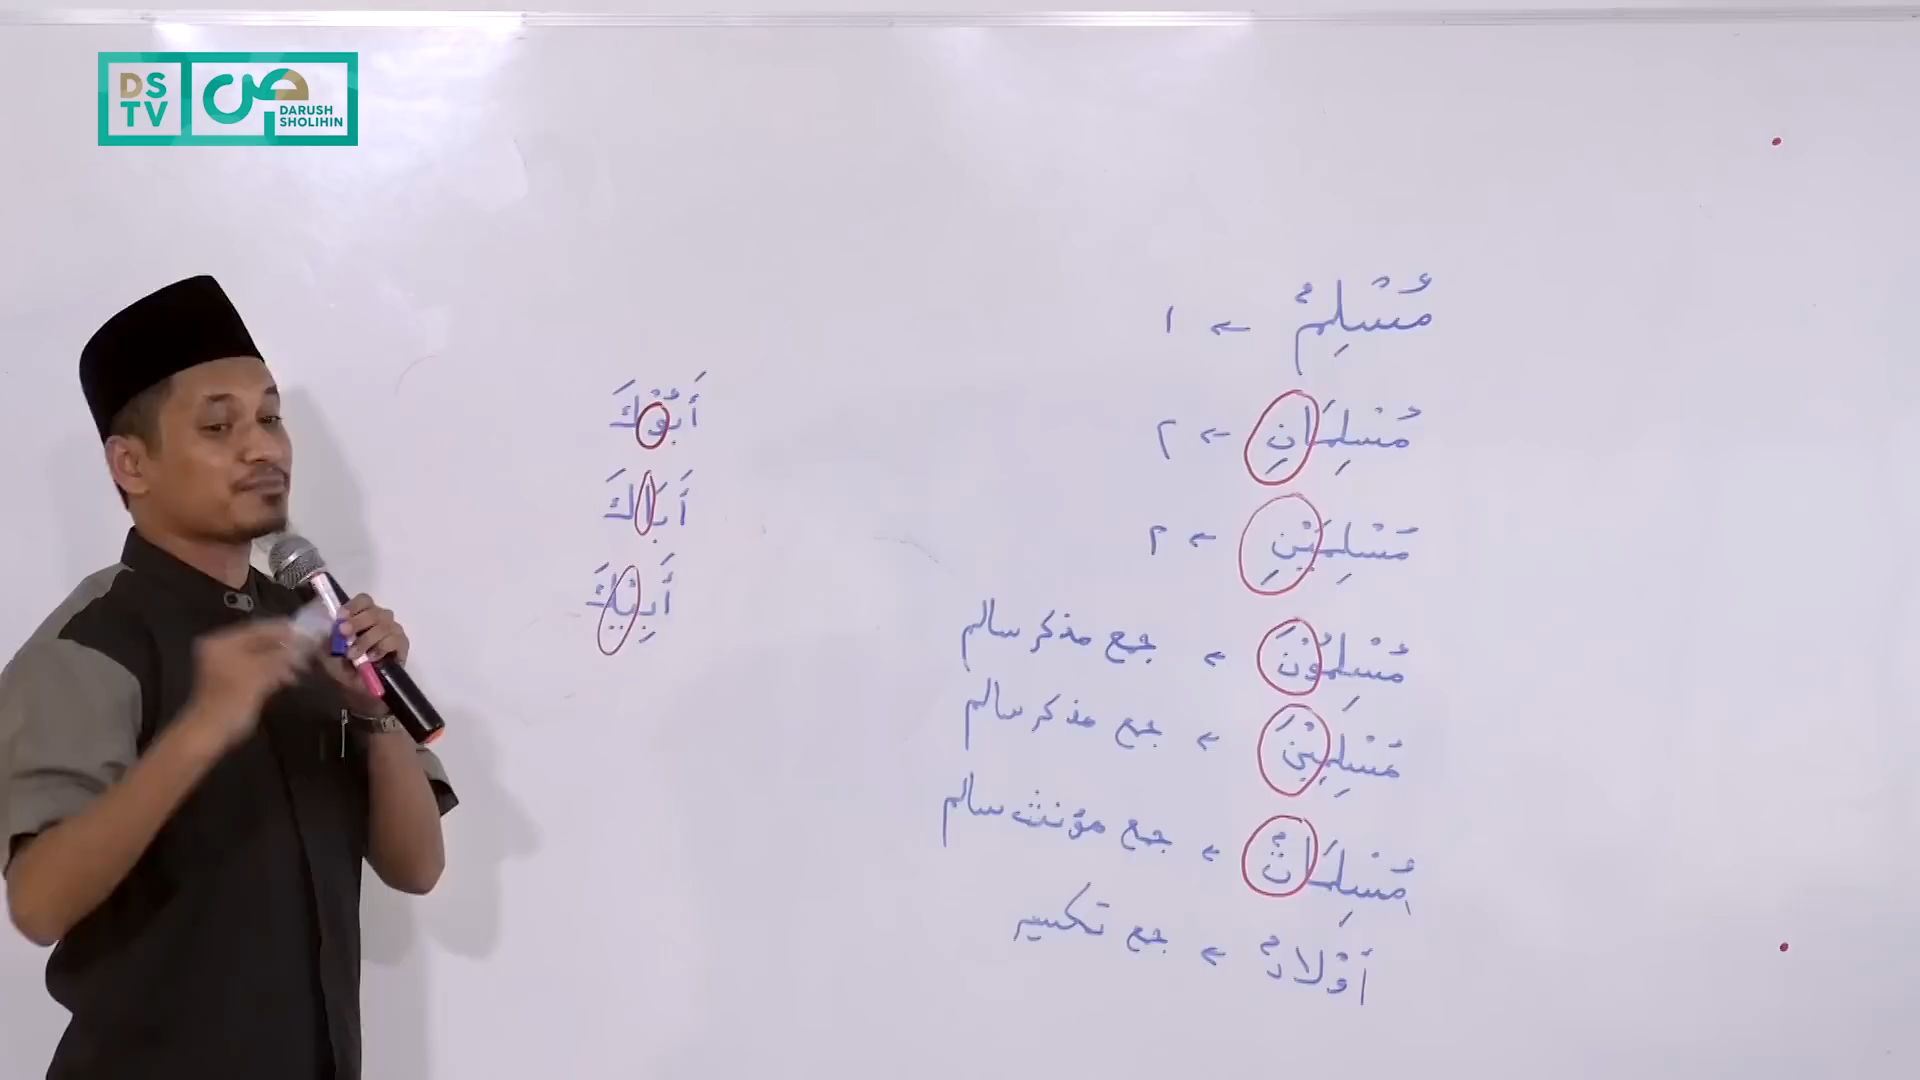 DS
TV
DARUSH
SHOLIHIN
مُسْلِمٌ ← ١
مُسْلِمَانِ ← ٢
مُسْلِمَيْنِ ← ٢
مُسْلِمُوْنَ ← جمع مذكر سالم
مُسْلِمِيْنَ ← جمع مذكر سالم
مُسْلِمَاتٌ ← جمع مؤنث سالم
أَوْلَادٌ ← جمع تكسير
أَبُوْكَ
أَبَاكَ
أَبِيْكَ